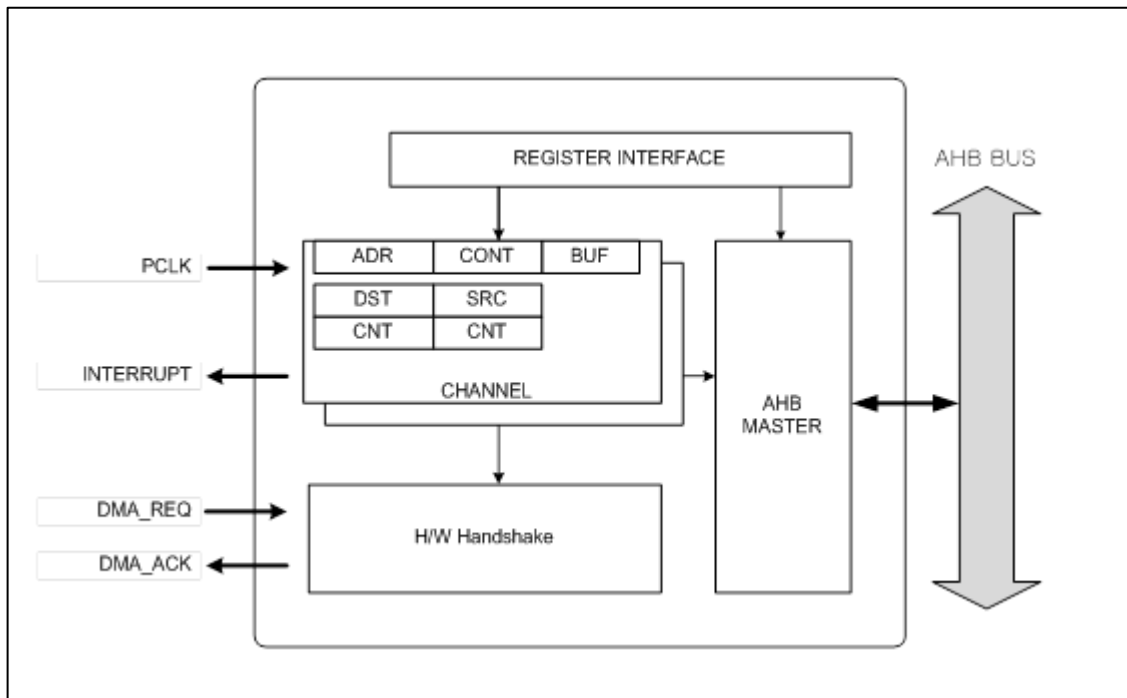 REGISTER INTERFACE
AHB BUS
PCLK
ADR CONT BUF
DST SRC
CNT CNT
INTERRUPT
CHANNEL
AHB
MASTER
DMA_REQ
H/W Handshake
DMA_ACK